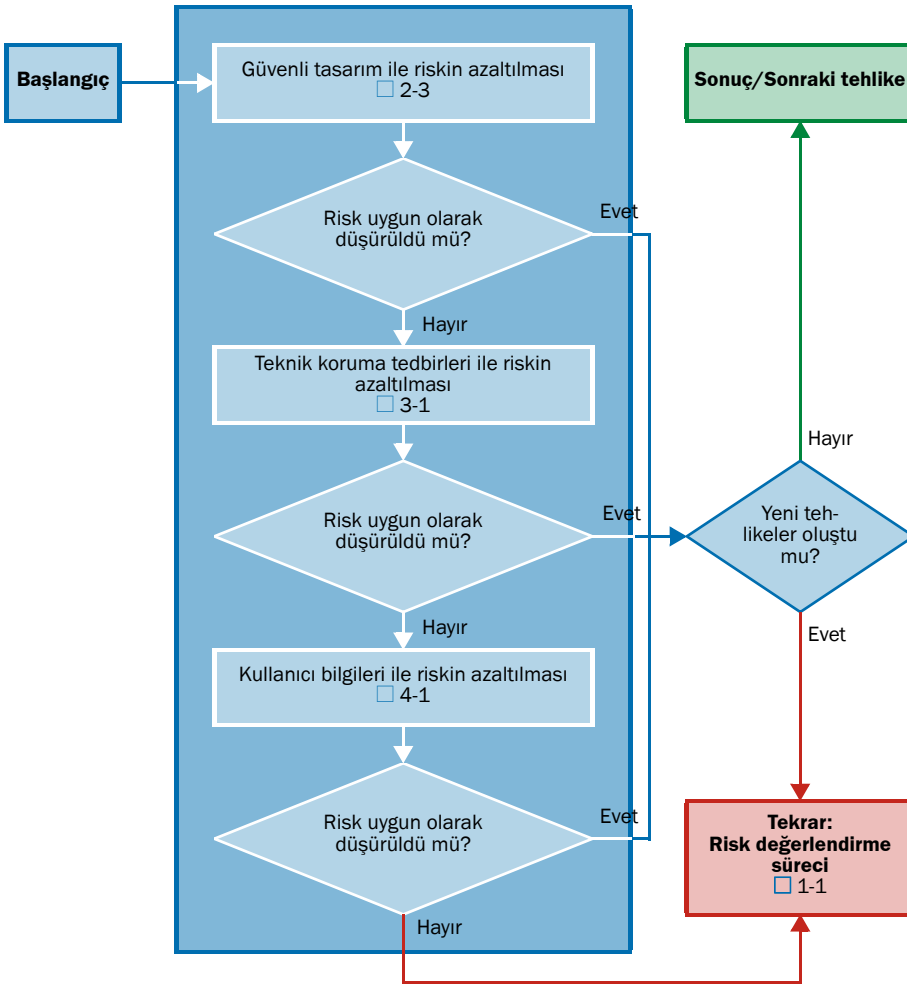 Başlangıç
Güvenli tasarım ile riskin azaltılması
□ 2-3
Sonuç/Sonraki tehlike
Risk uygun olarak
düşürüldü mü?
Evet
Hayır
Teknik koruma tedbirleri ile riskin
azaltılması
□ 3-1
Hayır
Risk uygun olarak
düşürüldü mü?
Evet
Yeni teh-
likeler oluştu
mu?
Hayır
Evet
Kullanıcı bilgileri ile riskin azaltılması
□ 4-1
Risk uygun olarak
düşürüldü mü?
Evet
Tekrar:
Risk değerlendirme
süreci
□ 1-1
Hayır